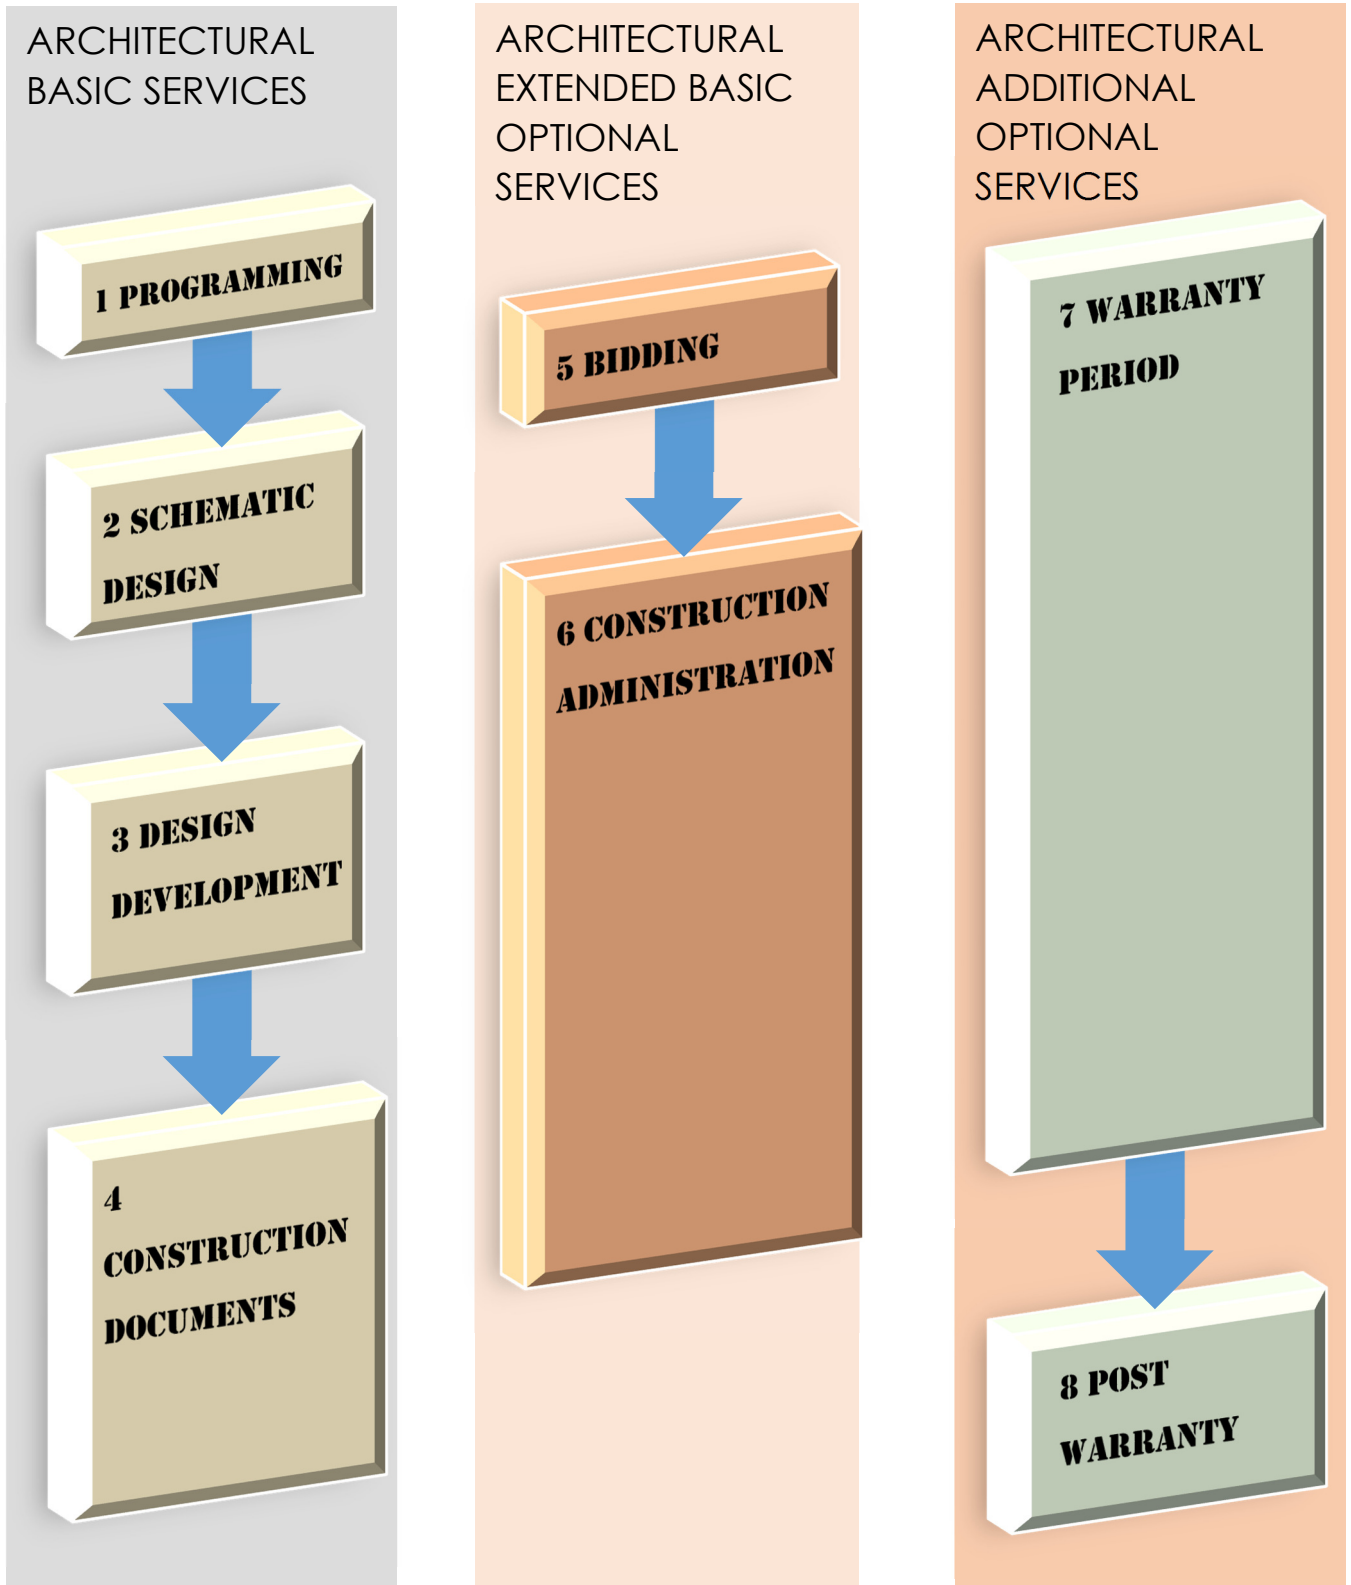 ARCHITECTURAL
BASIC SERVICES
1 PROGRAMMING
2 SCHEMATIC
DESIGN
3 DESIGN
DEVELOPMENT
4
CONSTRUCTION
DOCUMENTS
ARCHITECTURAL
EXTENDED BASIC
OPTIONAL
SERVICES
5 BIDDING
6 CONSTRUCTION
ADMINISTRATION
ARCHITECTURAL
ADDITIONAL
OPTIONAL
SERVICES
7 WARRANTY
PERIOD
8 POST
WARRANTY